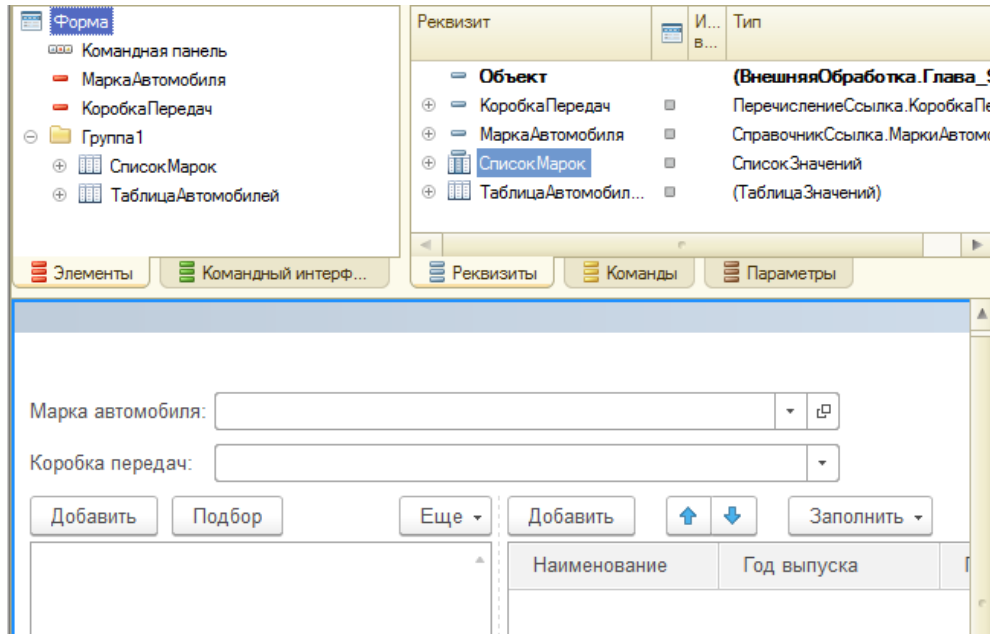 Форма
Командная панель
МаркаАвтомобиля
КоробкаПередач
Группа1
СписокМарок
ТаблицаАвтомобилей
Элементы
Командный интерф...
Реквизит И... в... Тип
Объект (ВнешняяОбработка.Глава_
КоробкаПередач ПеречислениеСсылка.КоробкаПе
МаркаАвтомобиля СправочникСсылка.МаркиАвтомо
СписокМарок СписокЗначений
ТаблицаАвтомобил... (ТаблицаЗначений)
Реквизиты
Команды
Параметры
Марка автомобиля:
Коробка передач:
Добавить Подбор Еще Добавить Заполнить
Наименование Год выпуска